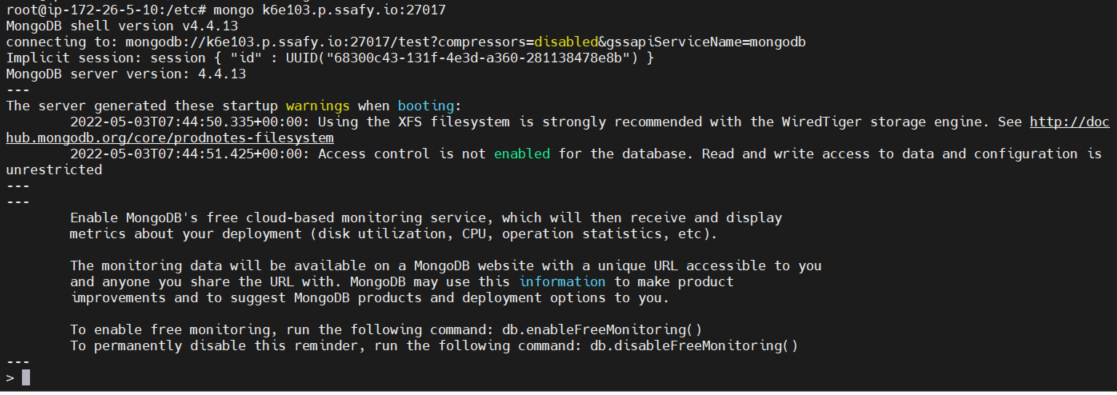 root@ip-172-26-5-10:/etc# mongo k6e103.p.ssafy.io:27017
MongoDB shell version v4.4.13
connecting to: mongodb://k6e103.p.ssafy.io:27017/test?compressors=disabled&gssapiServiceName=mongodb
Implicit session: session { "id" : UUID("68300c43-131f-4e3d-a360-281138478e8b") }
MongoDB server version: 4.4.13
---
The server generated these startup warnings when booting:
        2022-05-03T07:44:50.335+00:00: Using the XFS filesystem is strongly recommended with the WiredTiger storage engine. See http://doc
hub.mongodb.org/core/prodnotes-filesystem
        2022-05-03T07:44:51.425+00:00: Access control is not enabled for the database. Read and write access to data and configuration is
unrestricted
---
---
        Enable MongoDB's free cloud-based monitoring service, which will then receive and display
        metrics about your deployment (disk utilization, CPU, operation statistics, etc).

        The monitoring data will be available on a MongoDB website with a unique URL accessible to you
        and anyone you share the URL with. MongoDB may use this information to make product
        improvements and to suggest MongoDB products and deployment options to you.

        To enable free monitoring, run the following command: db.enableFreeMonitoring()
        To permanently disable this reminder, run the following command: db.disableFreeMonitoring()
---
>